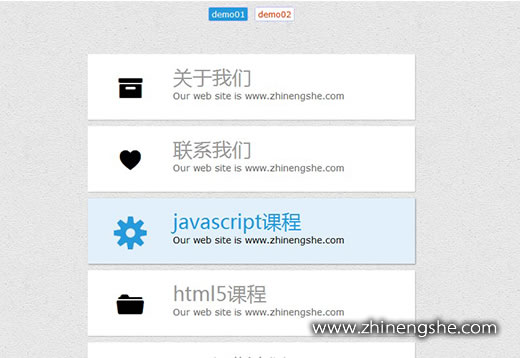 demo01 demo02
关于我们
Our web site is www.zhinengshe.com
联系我们
Our web site is www.zhinengshe.com
javascript课程
Our web site is www.zhinengshe.com
html5课程
Our web site is www.zhinengshe.com
www.zhinengshe.com